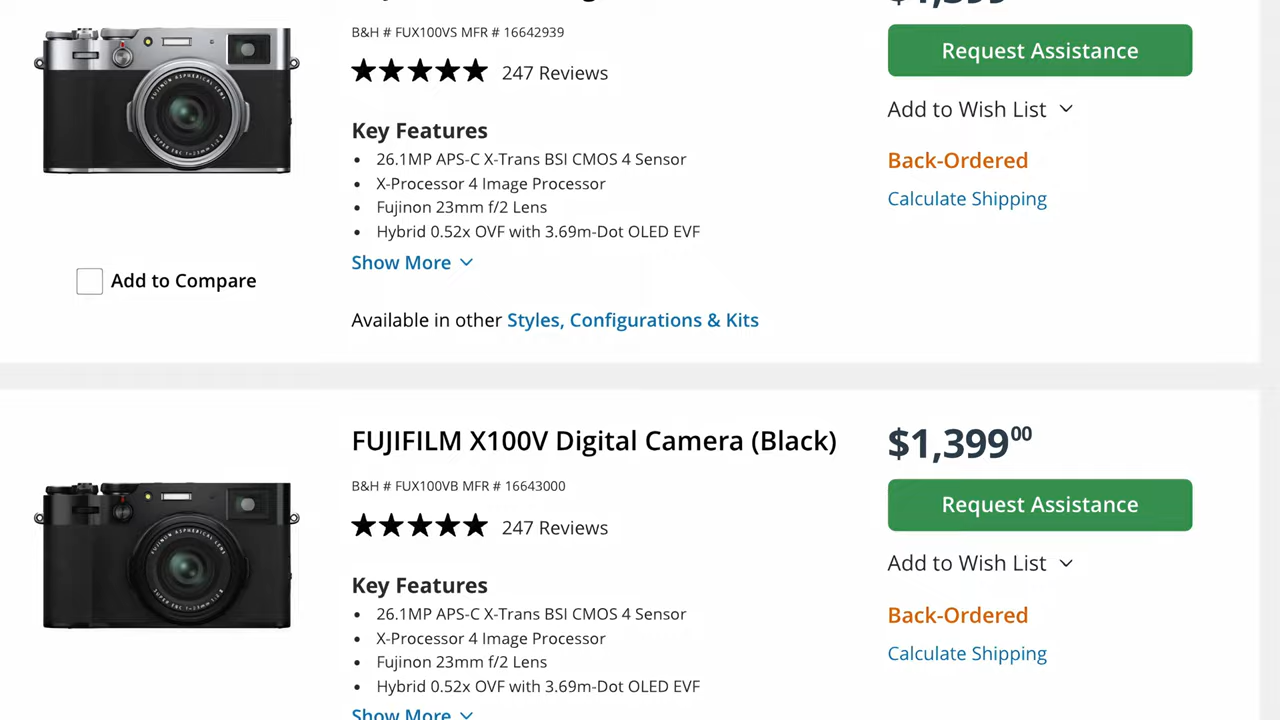 B&H # FUX100VS MFR # 16642939
247 Reviews
Key Features
26.1MP APS-C X-Trans BSI CMOS 4 Sensor
X-Processor 4 Image Processor
Fujinon 23mm f/2 Lens
Hybrid 0.52x OVF with 3.69m-Dot OLED EVF
Show More
Available in other Styles, Configurations & Kits
Add to Compare
$1,399
Request Assistance
Add to Wish List
Back-Ordered
Calculate Shipping
FUJIFILM X100V Digital Camera (Black)
B&H # FUX100VB MFR # 16643000
247 Reviews
Key Features
26.1MP APS-C X-Trans BSI CMOS 4 Sensor
X-Processor 4 Image Processor
Fujinon 23mm f/2 Lens
Hybrid 0.52x OVF with 3.69m-Dot OLED EVF
Show More
$1,399 00
Request Assistance
Add to Wish List
Back-Ordered
Calculate Shipping